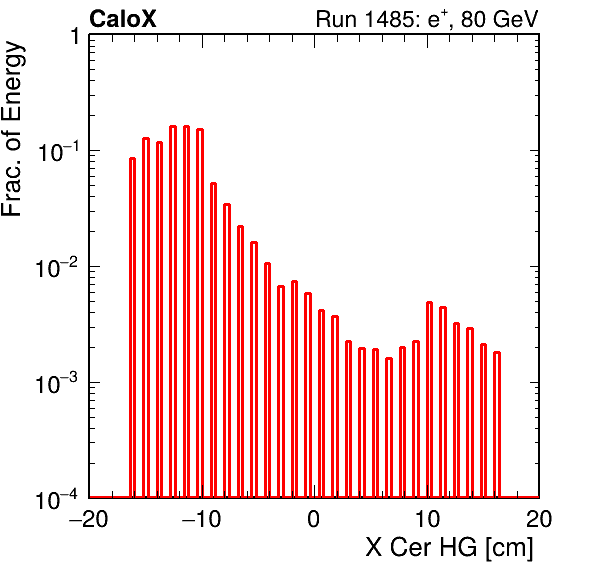 CaloX Run 1485: e⁺, 80 GeV
Frac. of Energy
1
10⁻¹
10⁻²
10⁻³
10⁻⁴
−20 −10 0 10 20
X Cer HG [cm]